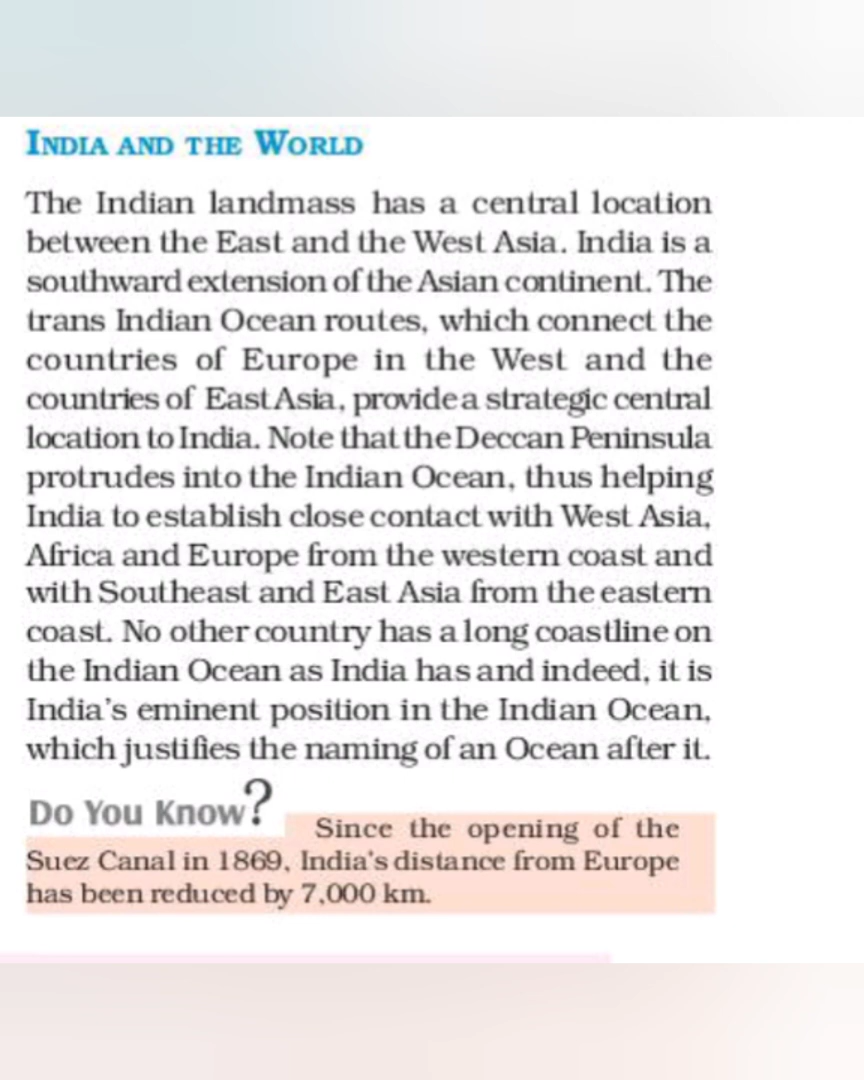 INDIA AND THE WORLD
The Indian landmass has a central location
between the East and the West Asia. India is a
southward extension of the Asian continent. The
trans Indian Ocean routes, which connect the
countries of Europe in the West and the
countries of East Asia, provide a strategic central
location to India. Note that the Deccan Peninsula
protrudes into the Indian Ocean, thus helping
India to establish close contact with West Asia,
Africa and Europe from the western coast and
with Southeast and East Asia from the eastern
coast. No other country has a long coastline on
the Indian Ocean as India has and indeed, it is
India's eminent position in the Indian Ocean,
which justifies the naming of an Ocean after it.
Do You Know?
Since the opening of the
Suez Canal in 1869, India's distance from Europe
has been reduced by 7,000 km.